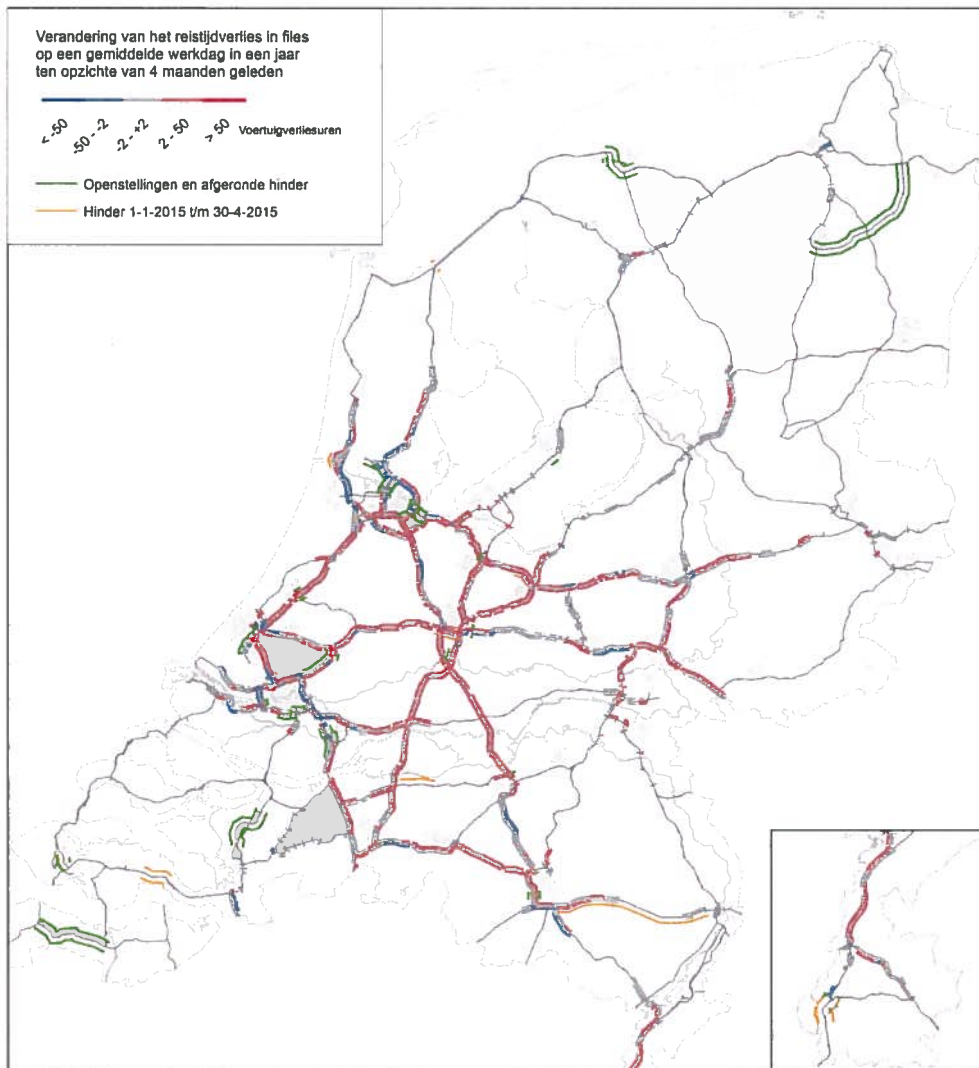 Verandering van het reistijdverlies in files
op een gemiddelde werkdag in een jaar
ten opzichte van 4 maanden geleden
< -50
-50 - -2
-2 - +2
2 - 50
> 50
Voertuigverliesuren
Openstellingen en afgeronde hinder
Hinder 1-1-2015 t/m 30-4-2015